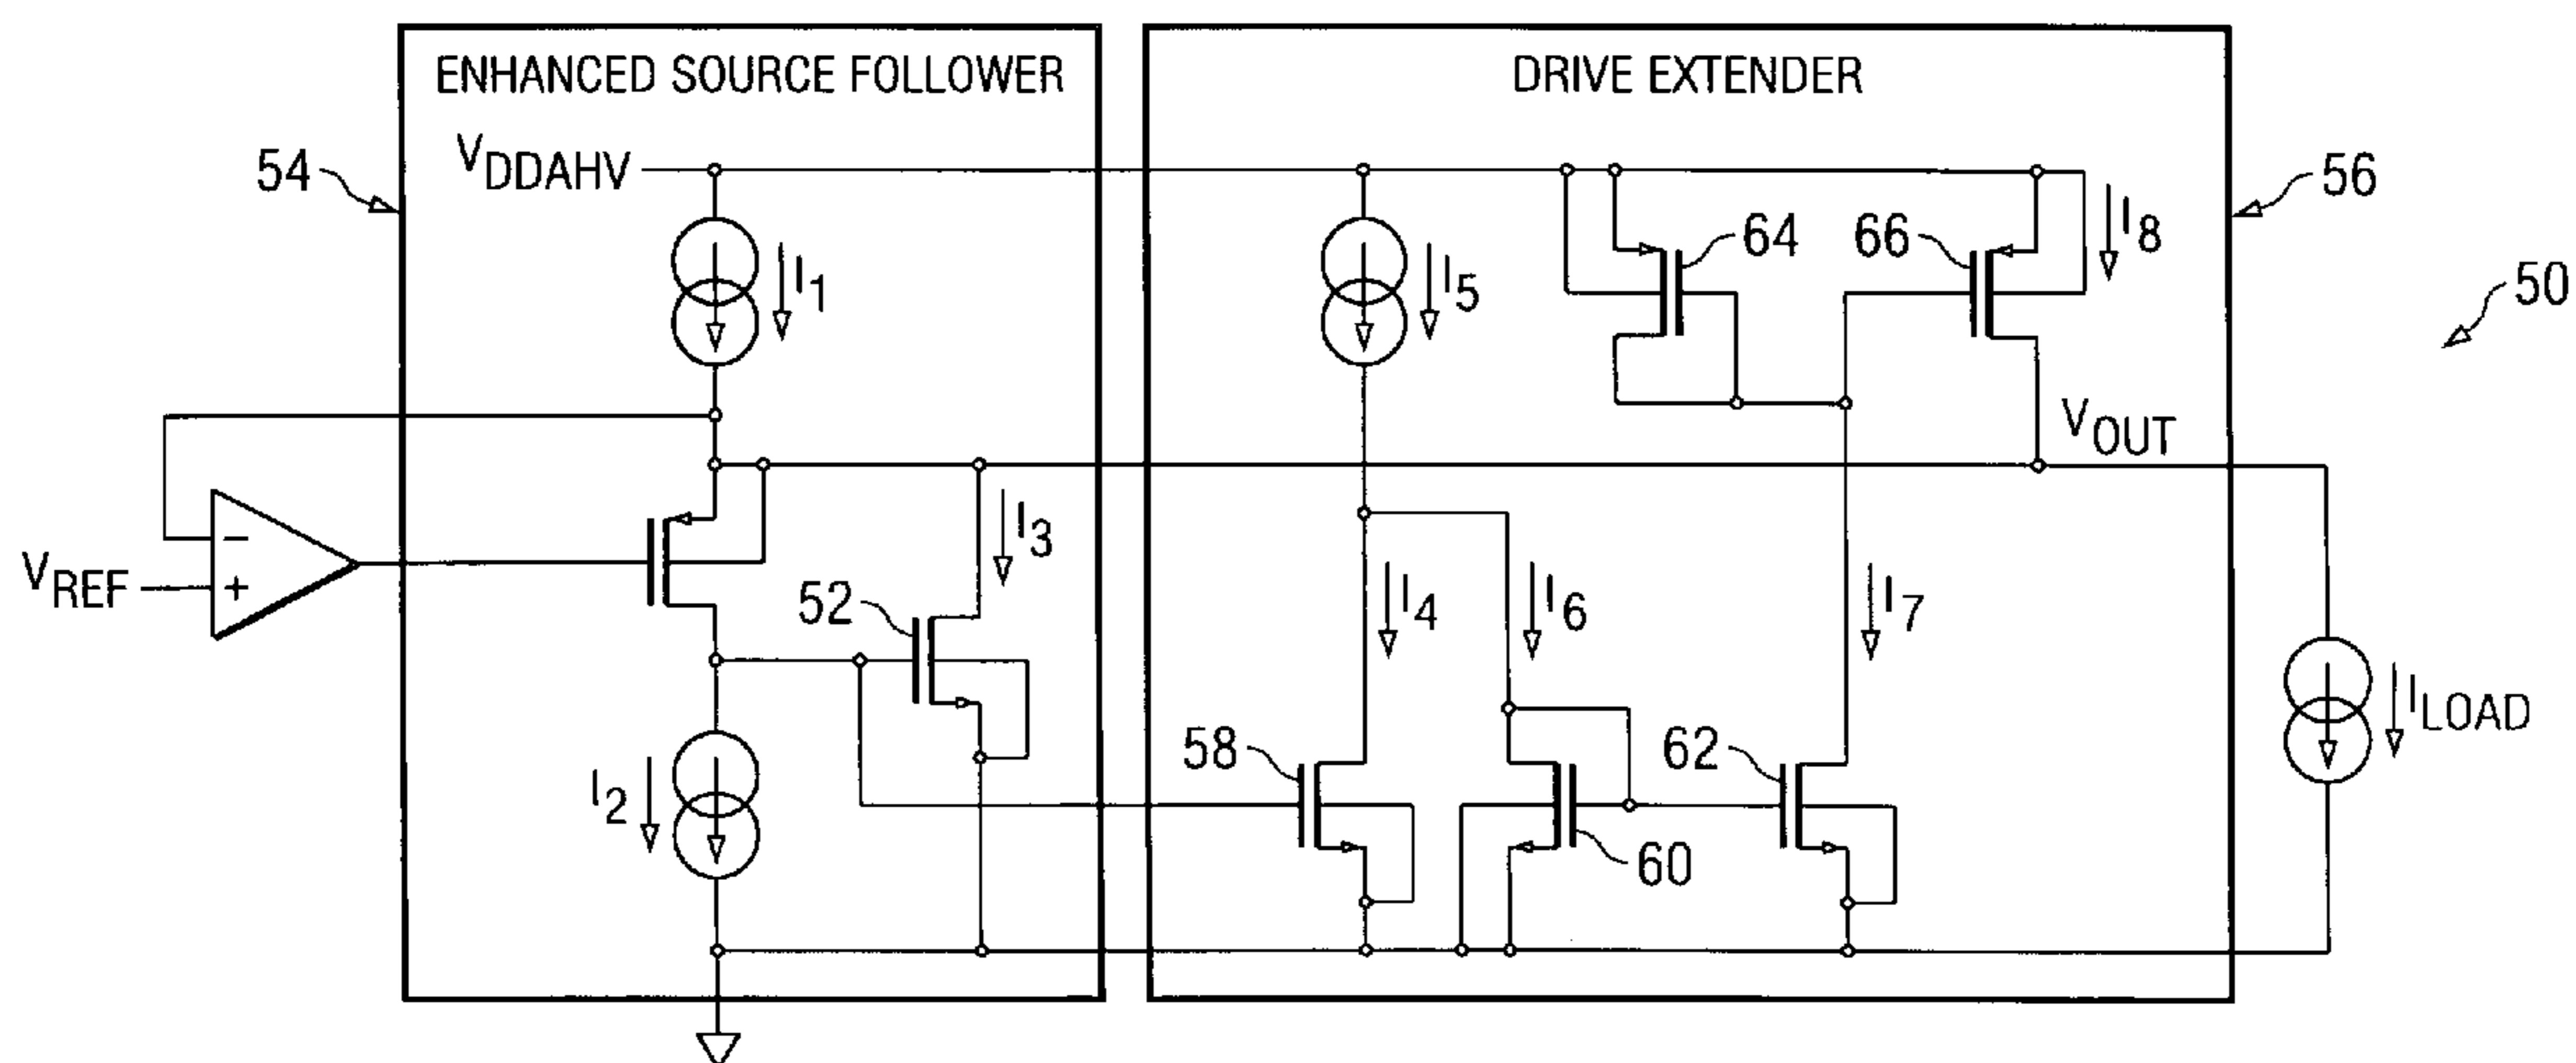 ENHANCED SOURCE FOLLOWER
DRIVE EXTENDER
54
VDDAHV
56
64
66
I8
50
I1
I5
VOUT
VREF
−
+
52
I3
I4
I6
I7
I2
58
60
62
ILOAD